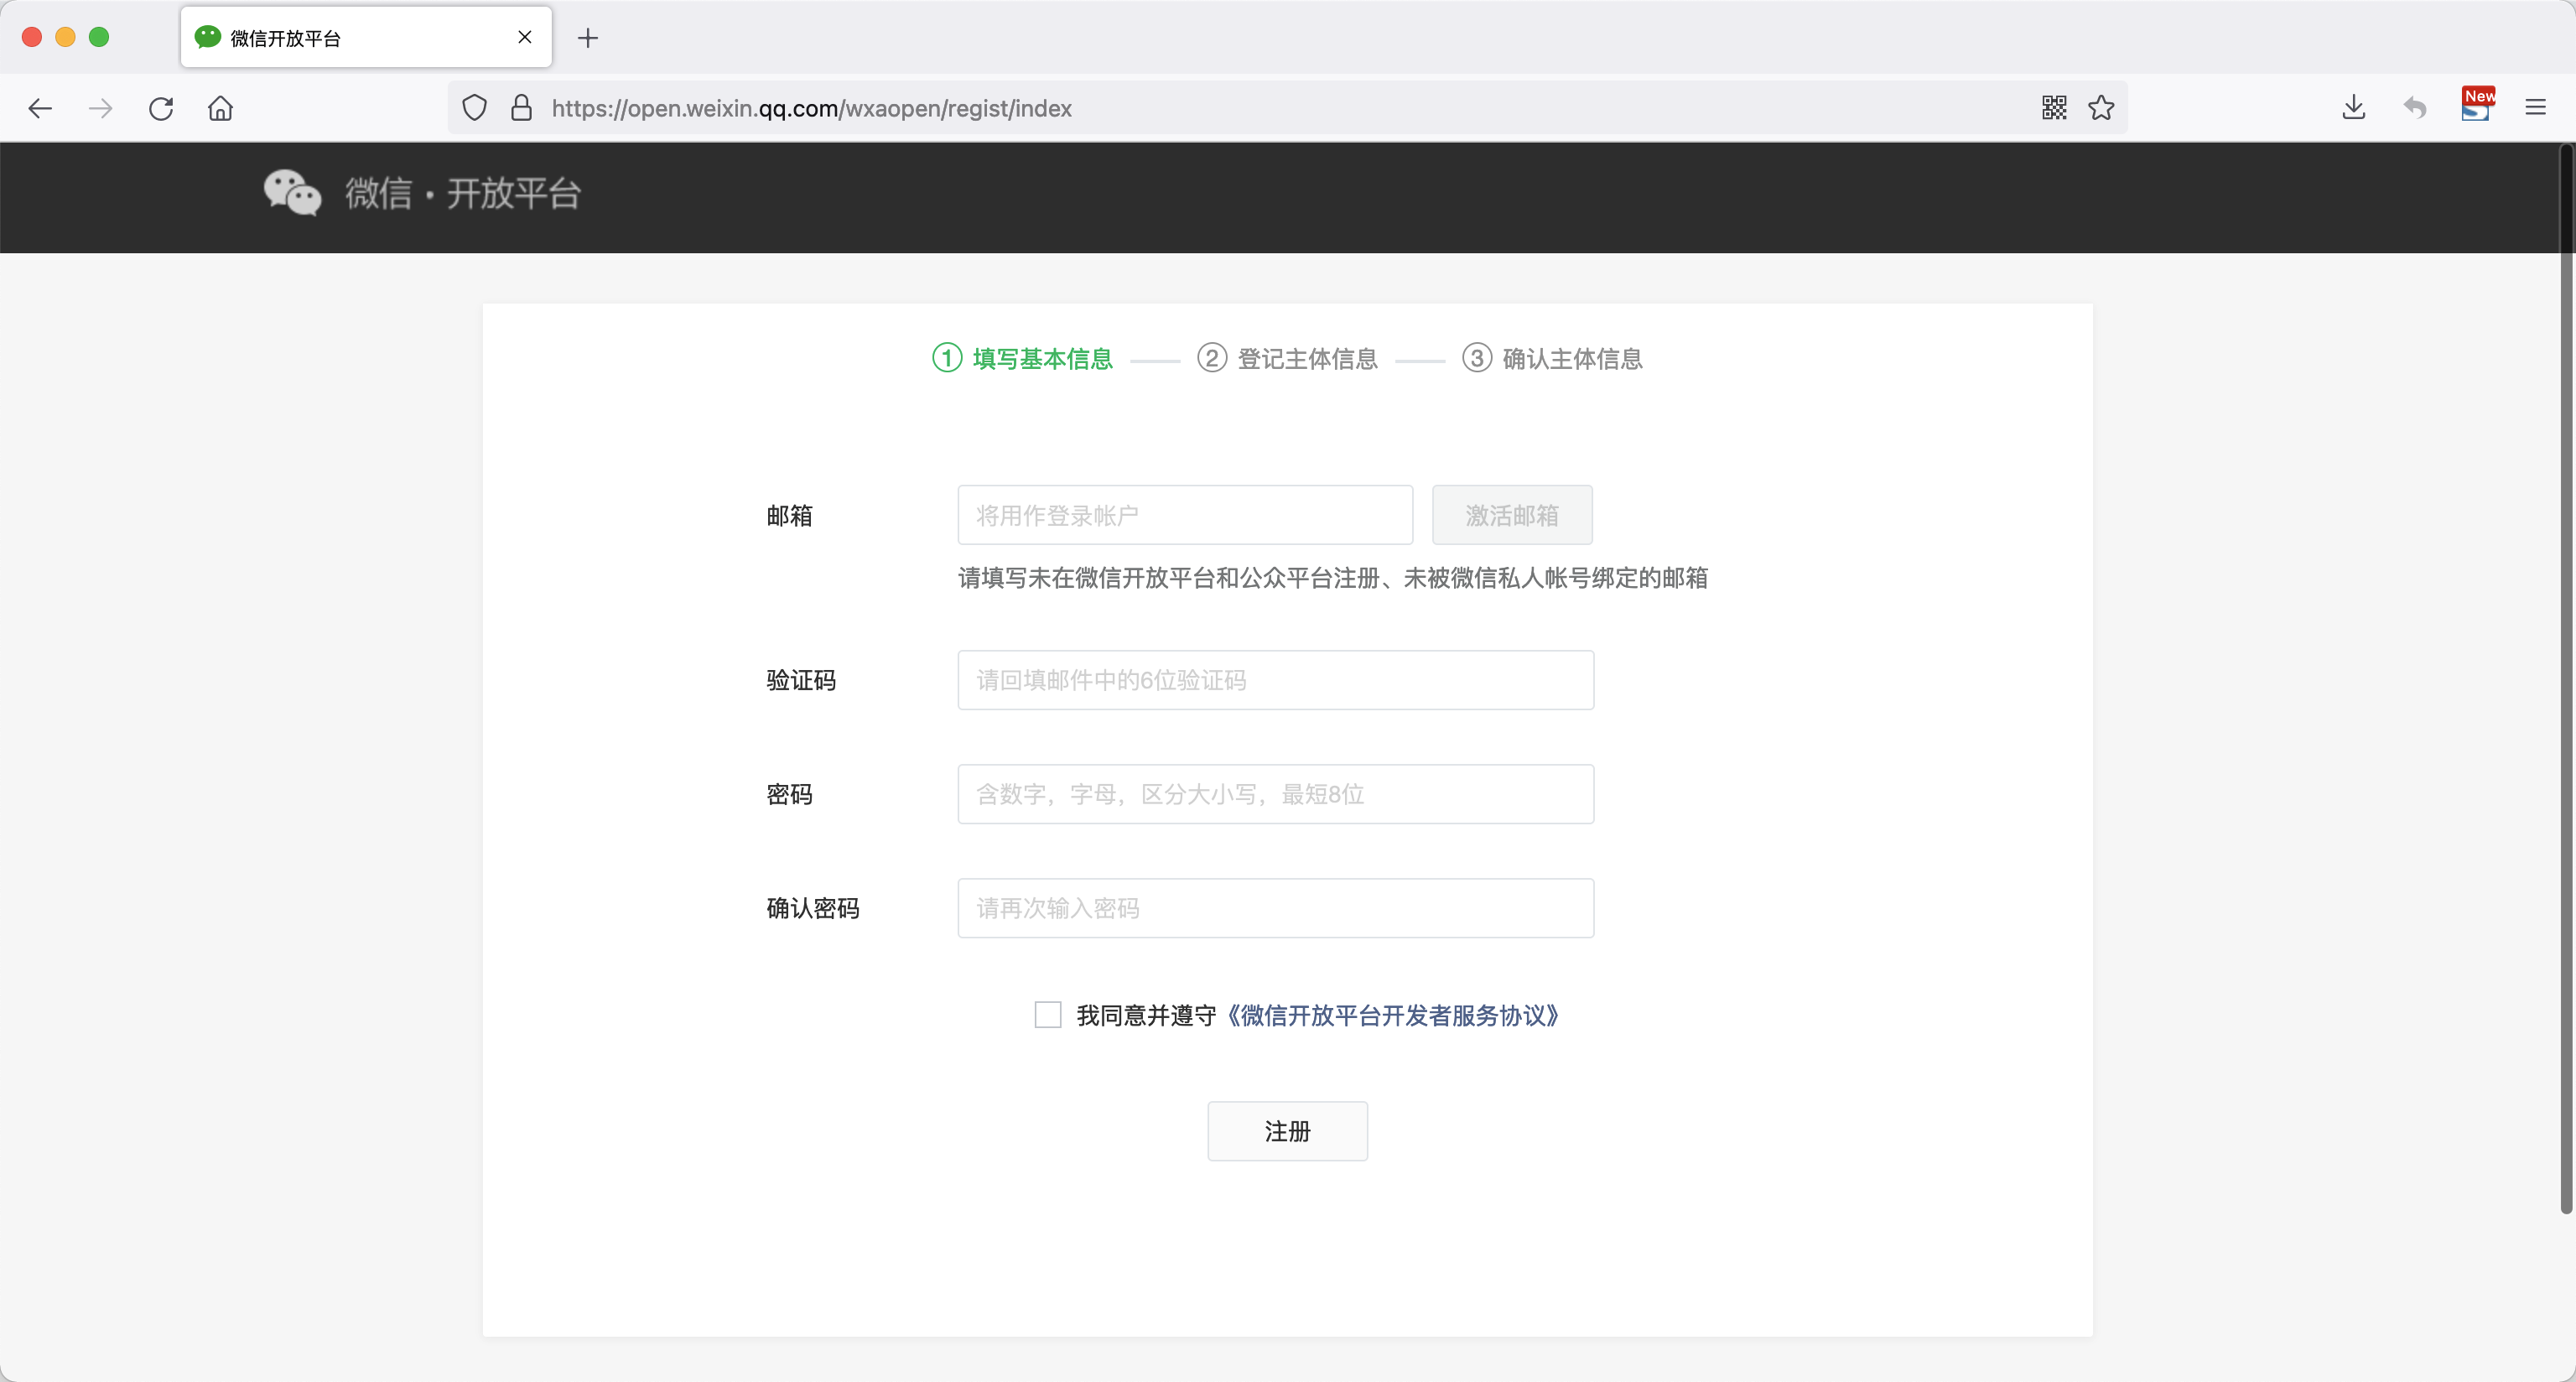 微信开放平台
https://open.weixin.qq.com/wxaopen/regist/index
New
微信·开放平台
① 填写基本信息 ② 登记主体信息 ③ 确认主体信息
邮箱 将用作登录帐户 激活邮箱
请填写未在微信开放平台和公众平台注册、未被微信私人帐号绑定的邮箱
验证码 请回填邮件中的6位验证码
密码 含数字，字母，区分大小写，最短8位
确认密码 请再次输入密码
我同意并遵守《微信开放平台开发者服务协议》
注册